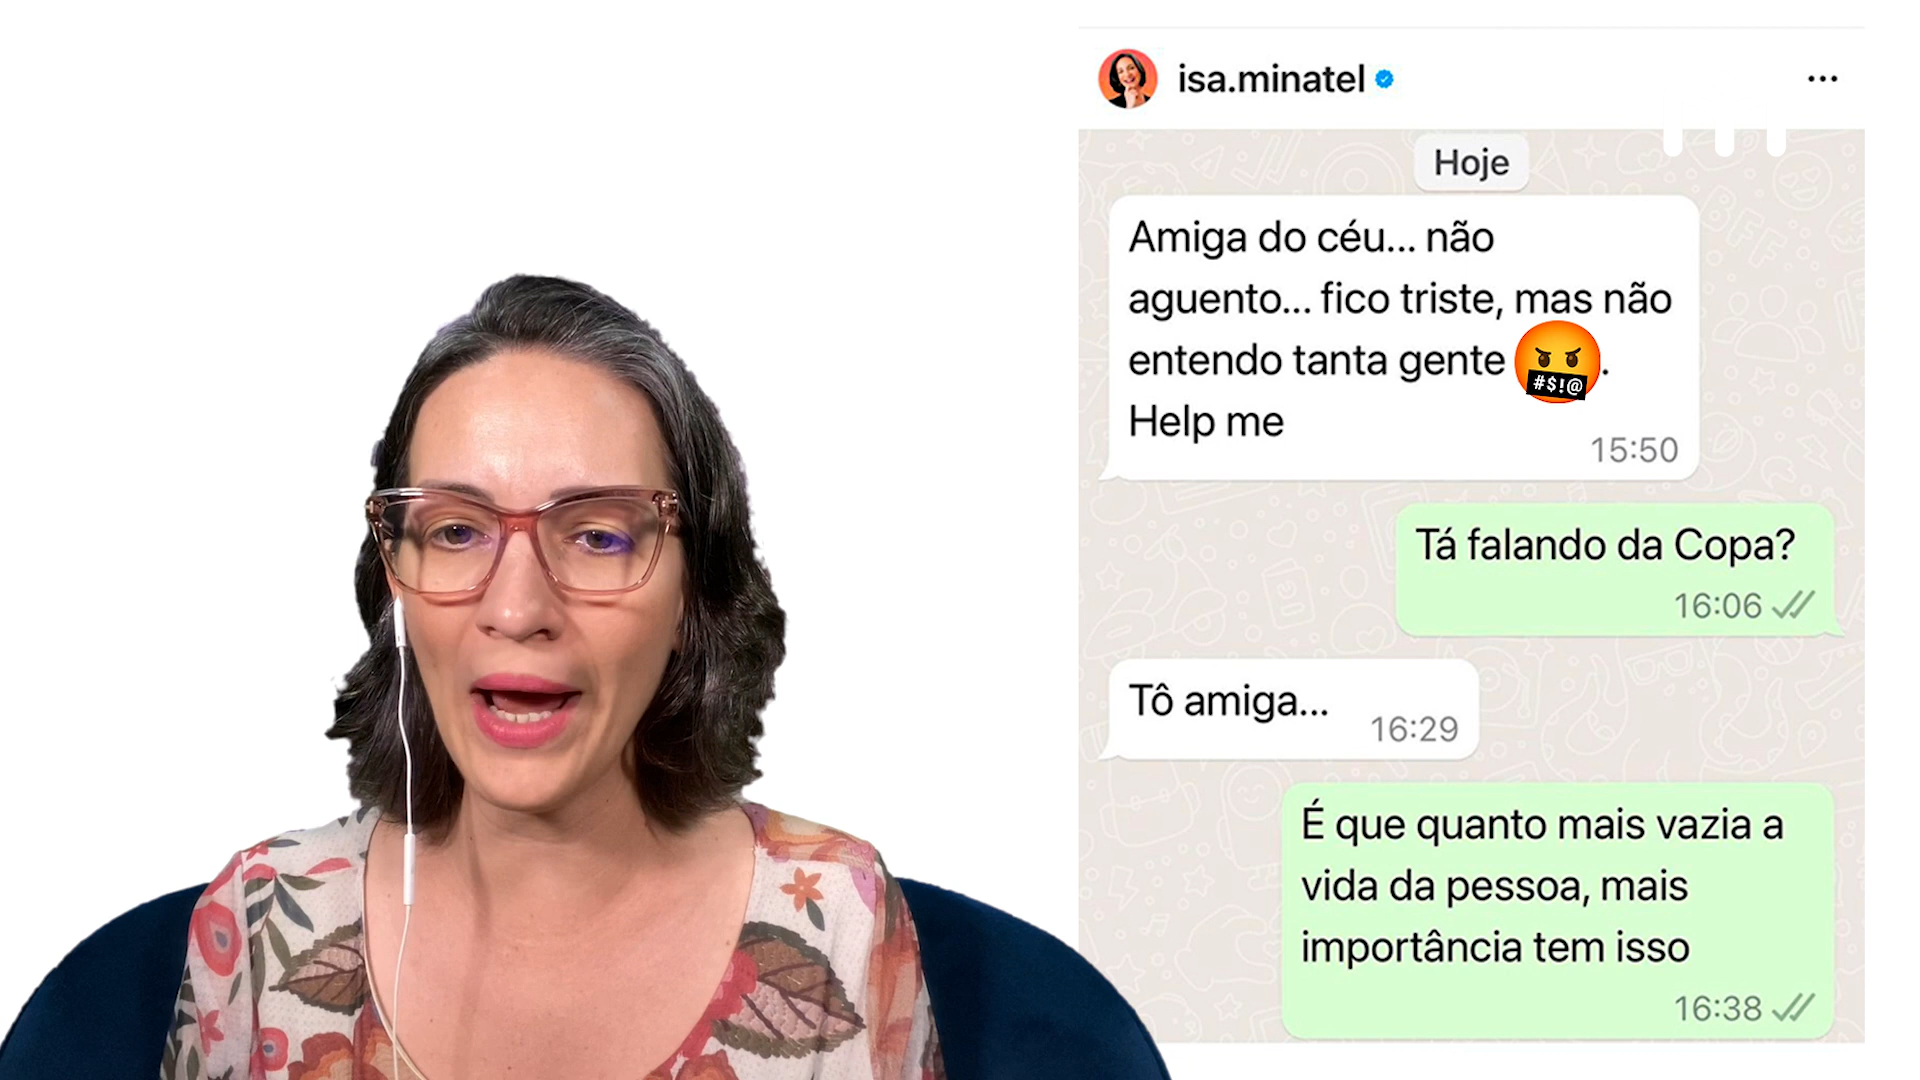 isa.minatel
Hoje
Amiga do céu... não
aguento... fico triste, mas não
entendo tanta gente 🤬.
Help me
15:50
Tá falando da Copa?
16:06
Tô amiga...
16:29
É que quanto mais vazia a
vida da pessoa, mais
importância tem isso
16:38